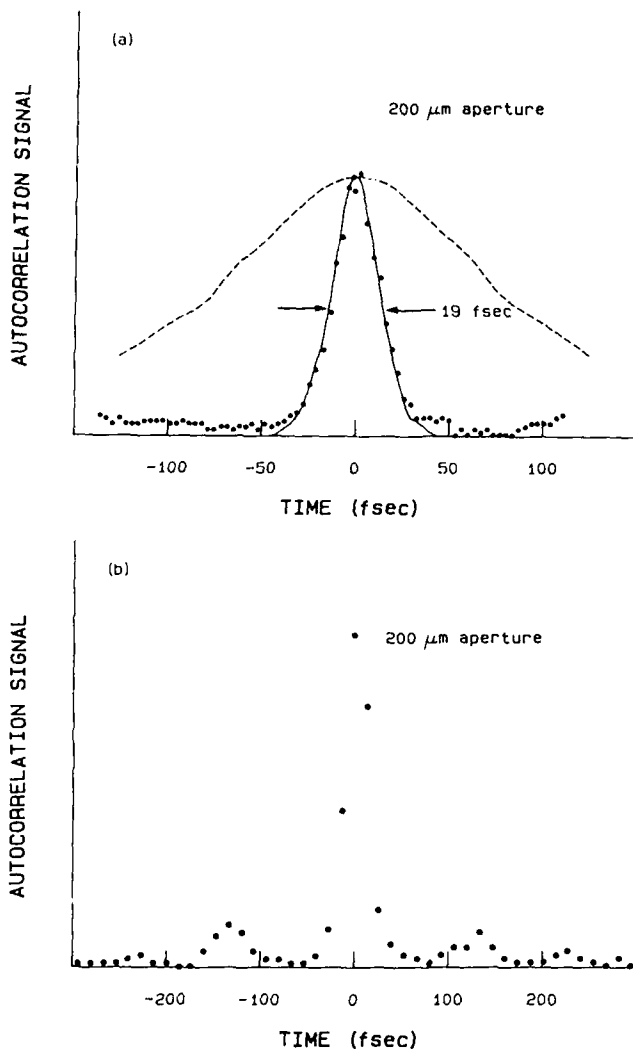 (a)
AUTOCORRELATION SIGNAL
200 μm aperture
19 fsec
-100 -50 0 50 100
TIME (fsec)
(b)
AUTOCORRELATION SIGNAL
200 μm aperture
-200 -100 0 100 200
TIME (fsec)